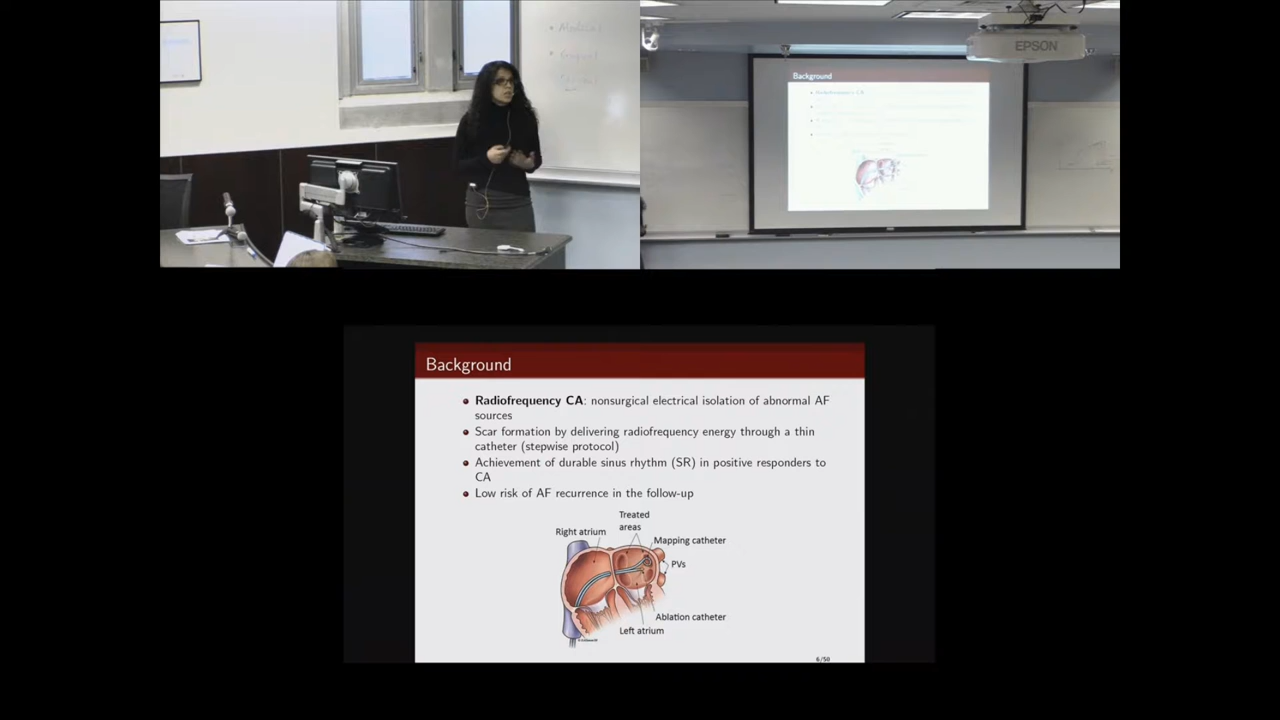 Medical
EPSON
Background
Background
Radiofrequency CA: nonsurgical electrical isolation of abnormal AF
sources
Scar formation by delivering radiofrequency energy through a thin
catheter (stepwise protocol)
Achievement of durable sinus rhythm (SR) in positive responders to
CA
Low risk of AF recurrence in the follow-up
Treated
areas
Right atrium
Mapping catheter
PVs
Ablation catheter
Left atrium
6/50